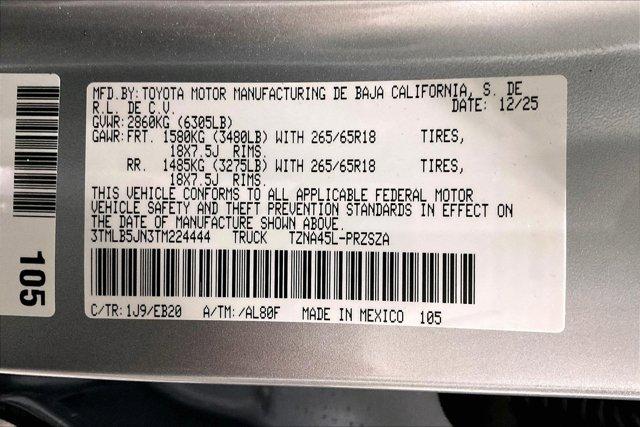 MFD.BY: TOYOTA MOTOR MANUFACTURING DE BAJA CALIFORNIA, S. DE
R.L. DE C.V. DATE: 12/25
GVWR: 2860KG (6305LB)
GAWR: FRT. 1580KG (3480LB) WITH 265/65R18 TIRES,
18X7.5J RIMS.
RR. 1485KG (3275LB) WITH 265/65R18 TIRES,
18X7.5J RIMS.
THIS VEHICLE CONFORMS TO ALL APPLICABLE FEDERAL MOTOR
VEHICLE SAFETY AND THEFT PREVENTION STANDARDS IN EFFECT ON
THE DATE OF MANUFACTURE SHOWN ABOVE.
3TMLB5JN3TM224444 TRUCK TZNA45L-PRZSZA
C/TR: 1J9/EB20 A/TM: /AL80F MADE IN MEXICO 105
105